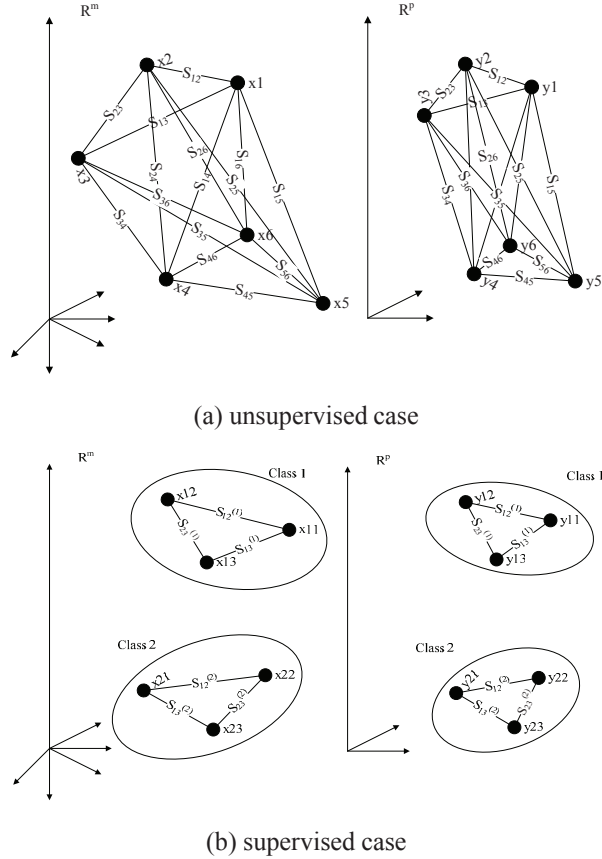 R^m
x2
S12
x1
S23
S13
x3
S24
S14
S26
S16
S25
S15
S36
S35
S34
x6
S46
S56
x4
S45
x5
R^p
y2
S12
y1
y3
S23
S13
S26
S36
S25
S35
S15
S34
y6
S46
S56
y4
S45
y5
(a) unsupervised case
R^m
Class 1
x12
S12^(1)
x11
S23^(1)
S13^(1)
x13
Class 2
x21
S12^(2)
x22
S13^(2)
S23^(2)
x23
R^p
Class 1
y12
S12^(1)
y11
S23^(1)
S13^(1)
y13
Class 2
y21
S12^(2)
y22
S13^(2)
S23^(2)
y23
(b) supervised case